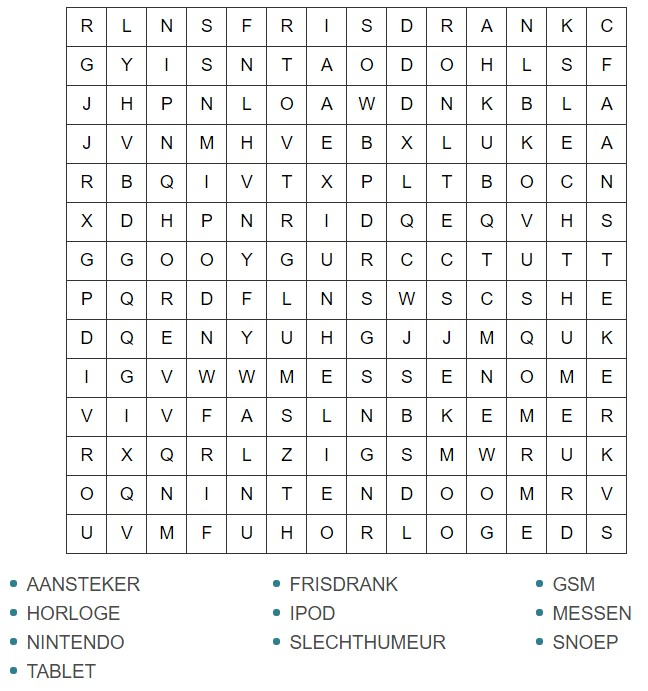 R L N S F R I S D R A N K C
G Y I S N T A O D O H L S F
J H P N L O A W D N K B L A
J V N M H V E B X L U K E A
R B Q I V T X P L T B O C N
X D H P N R I D Q E Q V H S
G G O O Y G U R C C T U T T
P Q R D F L N S W S C S H E
D Q E N Y U H G J J M Q U K
I G V W W M E S S E N O M E
V I V F A S L N B K E M E R
R X Q R L Z I G S M W R U K
O Q N I N T E N D O O M R V
U V M F U H O R L O G E D S
• AANSTEKER • FRISDRANK • GSM
• HORLOGE • IPOD • MESSEN
• NINTENDO • SLECHTHUMEUR • SNOEP
• TABLET